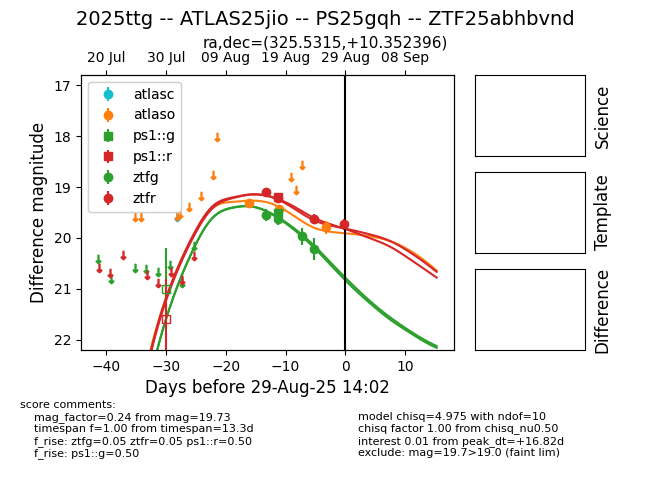 2025ttg -- ATLAS25jio -- PS25gqh -- ZTF25abhbvnd
ra,dec=(325.5315,+10.352396)
20 Jul 30 Jul 09 Aug 19 Aug 29 Aug 08 Sep
17
18
19
20
21
22
Difference magnitude
atlasc
atlaso
ps1::g
ps1::r
ztfg
ztfr
−40 −30 −20 −10 0 10
Days before 29-Aug-25 14:02
Science
Template
Difference
score comments:
mag_factor=0.24 from mag=19.73
timespan f=1.00 from timespan=13.3d
f_rise: ztfg=0.05 ztfr=0.05 ps1::r=0.50
f_rise: ps1::g=0.50
model chisq=4.975 with ndof=10
chisq factor 1.00 from chisq_nu0.50
interest 0.01 from peak_dt=+16.82d
exclude: mag=19.7>19.0 (faint lim)